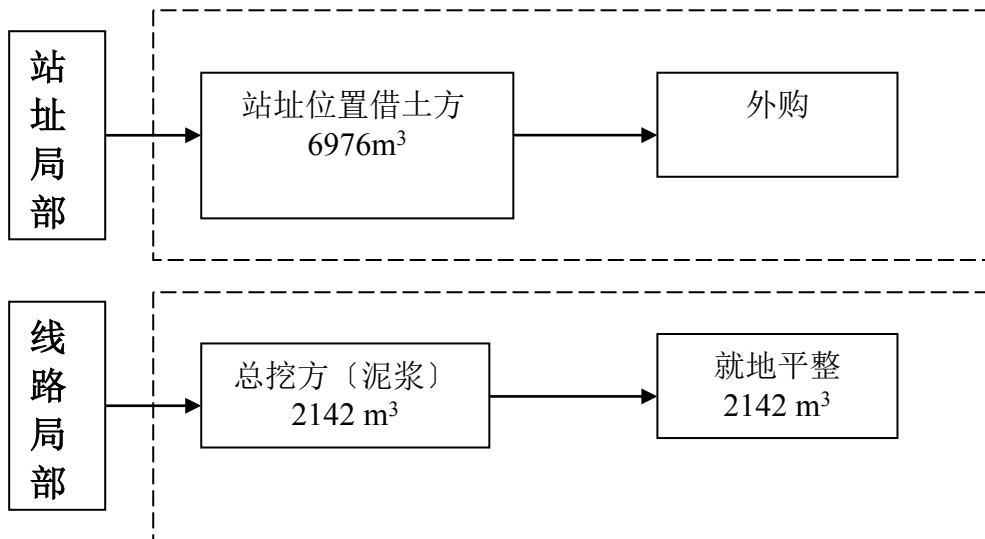 站址局部
站址位置借土方
6976m³
外购
线路局部
总挖方〔泥浆〕
2142 m³
就地平整
2142 m³